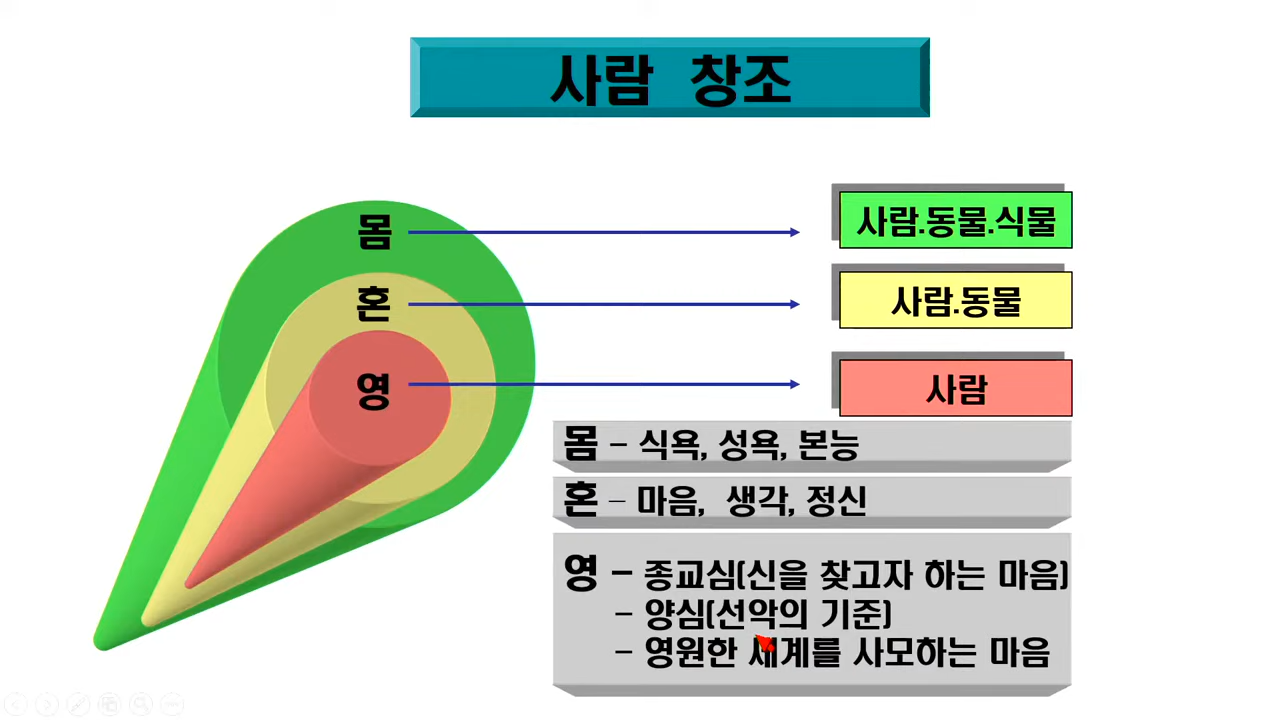 사람 창조
몸
사람.동물.식물
혼
사람.동물
영
사람
몸 – 식욕, 성욕, 본능
혼 – 마음, 생각, 정신
영 – 종교심(신을 찾고자 하는 마음)
– 양심(선악의 기준)
– 영원한 세계를 사모하는 마음